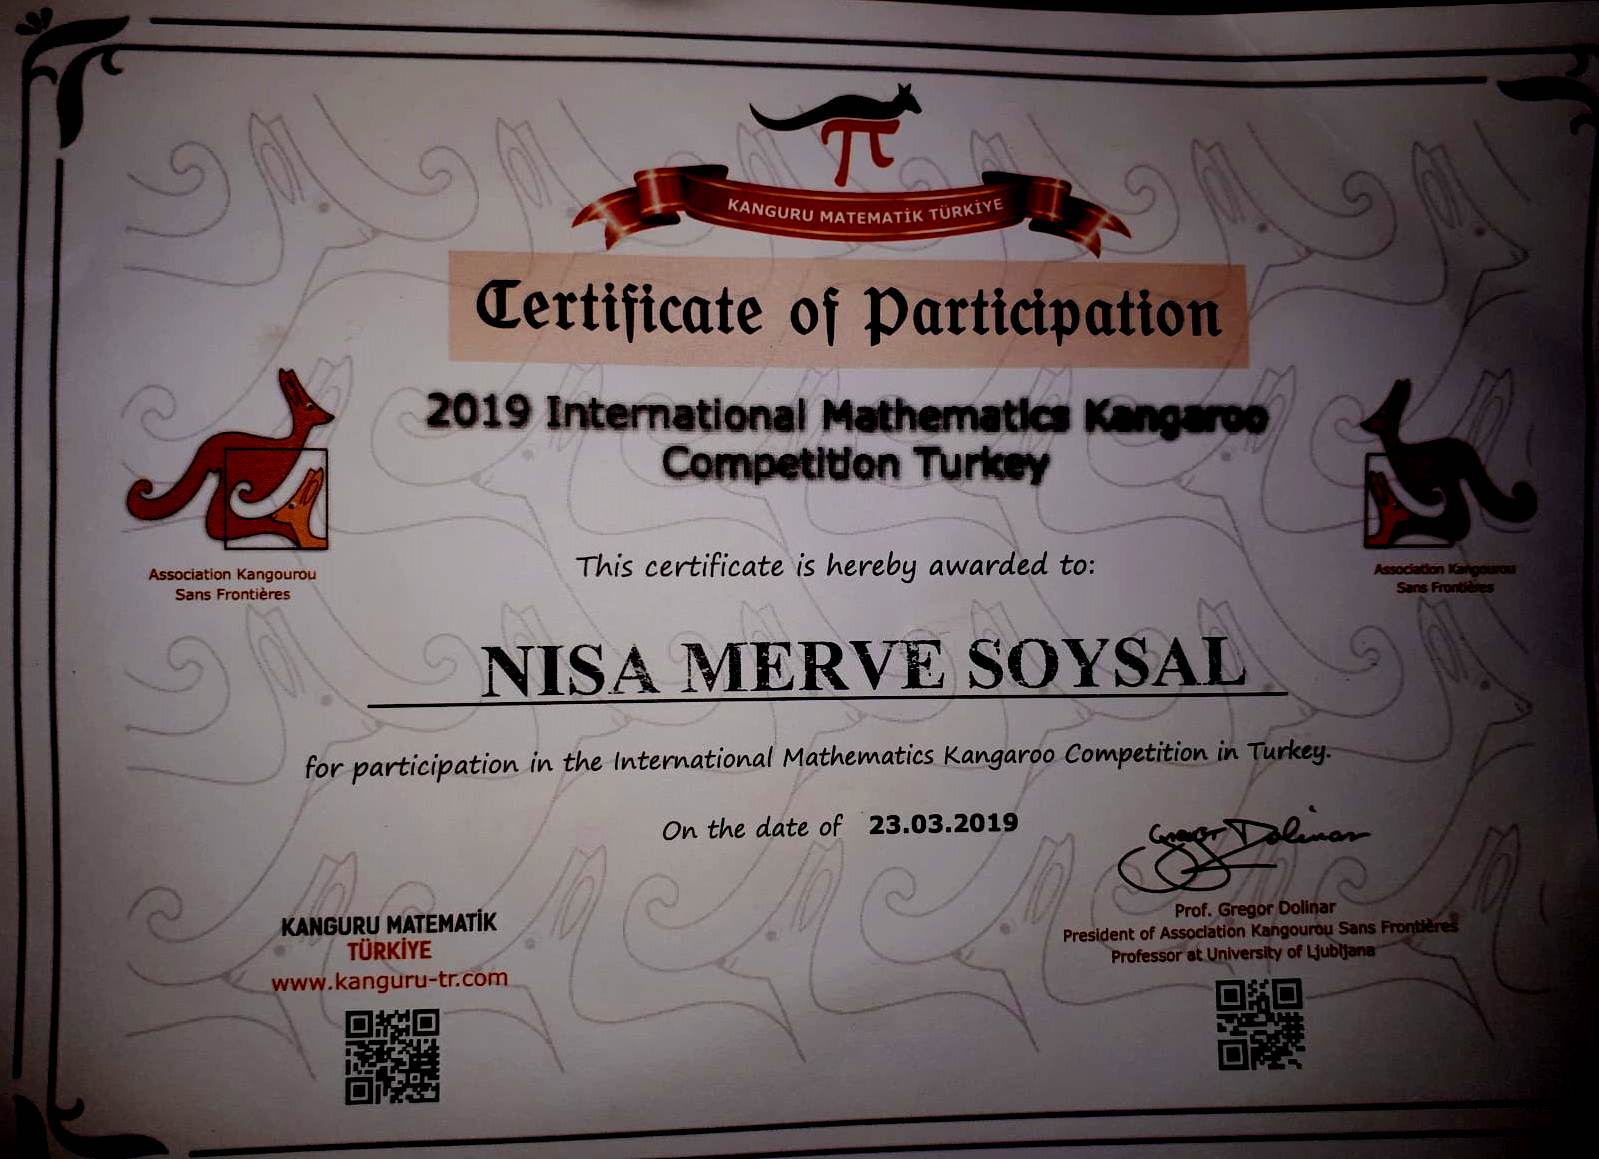 KANGURU MATEMATİK TÜRKİYE
Certificate of Participation
2019 International Mathematics Kangaroo
Competition Turkey
Association Kangourou
Sans Frontières
Association Kangourou
Sans Frontières
This certificate is hereby awarded to:
NISA MERVE SOYSAL
for participation in the International Mathematics Kangaroo Competition in Turkey.
On the date of 23.03.2019
Gregor Dolinar
KANGURU MATEMATİK
TÜRKİYE
www.kanguru-tr.com
Prof. Gregor Dolinar
President of Association Kangourou Sans Frontières
Professor at University of Ljubljana